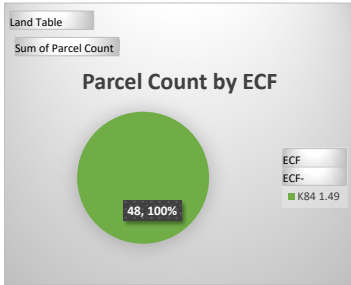 Land Table
Sum of Parcel Count
Parcel Count by ECF
ECF
ECF-
K84 1.49
48, 100%